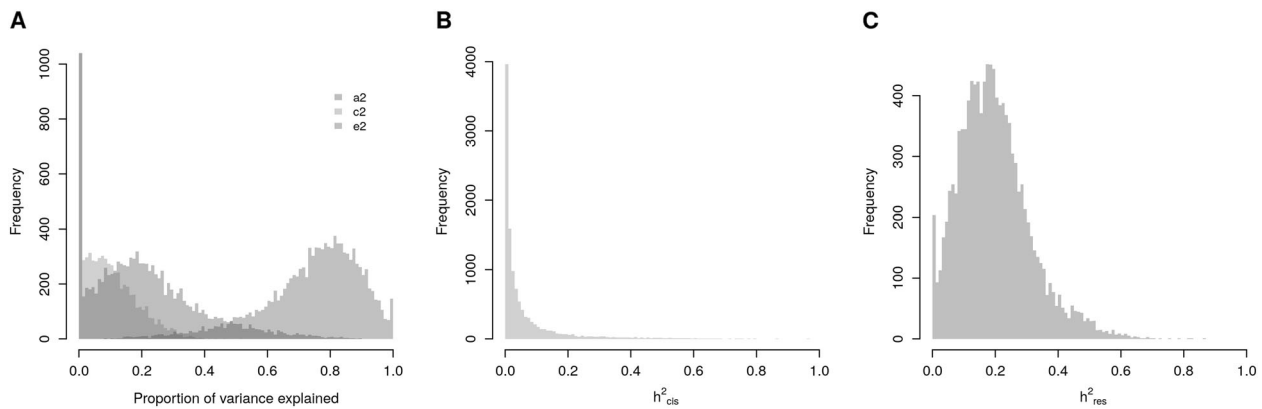 A
Frequency
0 200 400 600 800 1000
a2
c2
e2
0.0 0.2 0.4 0.6 0.8 1.0
Proportion of variance explained
B
Frequency
0 1000 2000 3000 4000
0.0 0.2 0.4 0.6 0.8 1.0
h²cis
C
Frequency
0 100 200 300 400
0.0 0.2 0.4 0.6 0.8 1.0
h²res